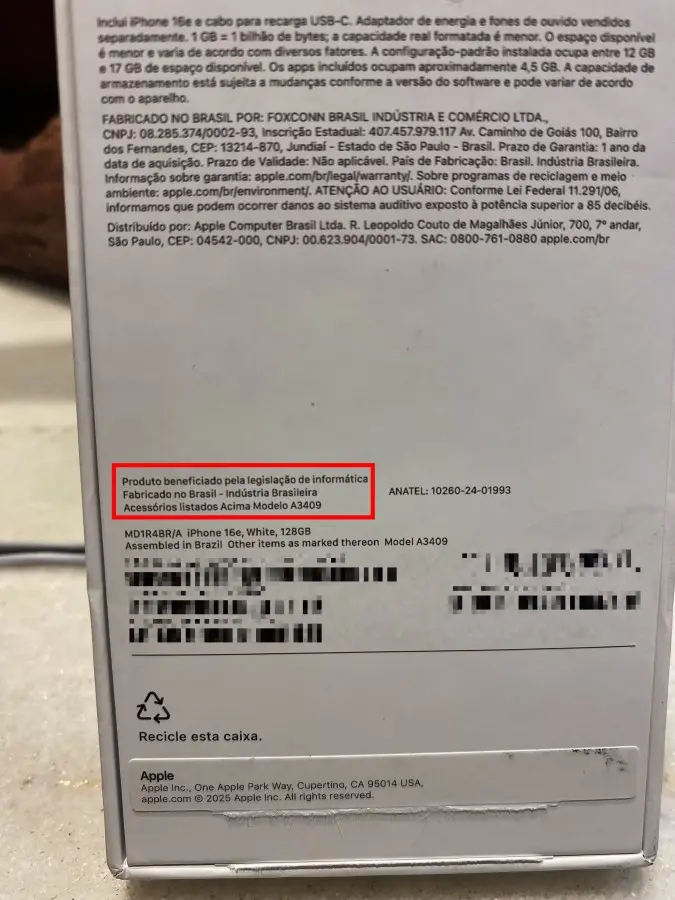 Inclui iPhone 16e e cabo para recarga USB-C. Adaptador de energia e fones de ouvido vendidos
separadamente. 1 GB = 1 bilhão de bytes; a capacidade real formatada é menor. O espaço disponível
é menor e varia de acordo com diversos fatores. A configuração-padrão instalada ocupa entre 12 GB
e 17 GB de espaço disponível. Os apps incluídos ocupam aproximadamente 4,5 GB. A capacidade de
armazenamento está sujeita a mudanças conforme a versão do software e pode variar de acordo
com o aparelho.
FABRICADO NO BRASIL POR: FOXCONN BRASIL INDÚSTRIA E COMÉRCIO LTDA.,
CNPJ: 08.285.374/0002-93, Inscrição Estadual: 407.457.979.117 Av. Caminho de Goiás 100, Bairro
dos Fernandes, CEP: 13214-870, Jundiaí - Estado de São Paulo - Brasil. Prazo de Garantia: 1 ano da
data de aquisição. Prazo de Validade: Não aplicável. País de Fabricação: Brasil. Indústria Brasileira.
Informação sobre garantia: apple.com/br/legal/warranty/. Sobre programas de reciclagem e meio
ambiente: apple.com/br/environment/. ATENÇÃO AO USUÁRIO: Conforme Lei Federal 11.291/06,
informamos que podem ocorrer danos ao sistema auditivo exposto à potência superior a 85 decibéis.
Distribuído por: Apple Computer Brasil Ltda. R. Leopoldo Couto de Magalhães Júnior, 700, 7º andar,
São Paulo, CEP: 04542-000, CNPJ: 00.623.904/0001-73. SAC: 0800-761-0880 apple.com/br
Produto beneficiado pela legislação de informática
Fabricado no Brasil - Indústria Brasileira
Acessórios listados Acima Modelo A3409
ANATEL: 10260-24-01993
MD1R4BR/A iPhone 16e, White, 128GB
Assembled in Brazil Other items as marked thereon Model A3409
Recicle esta caixa.
Apple
Apple Inc., One Apple Park Way, Cupertino, CA 95014 USA.
apple.com © 2025 Apple Inc. All rights reserved.